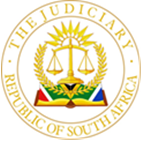 · THE JUDICIARY ·
REPUBLIC OF SOUTH AFRICA